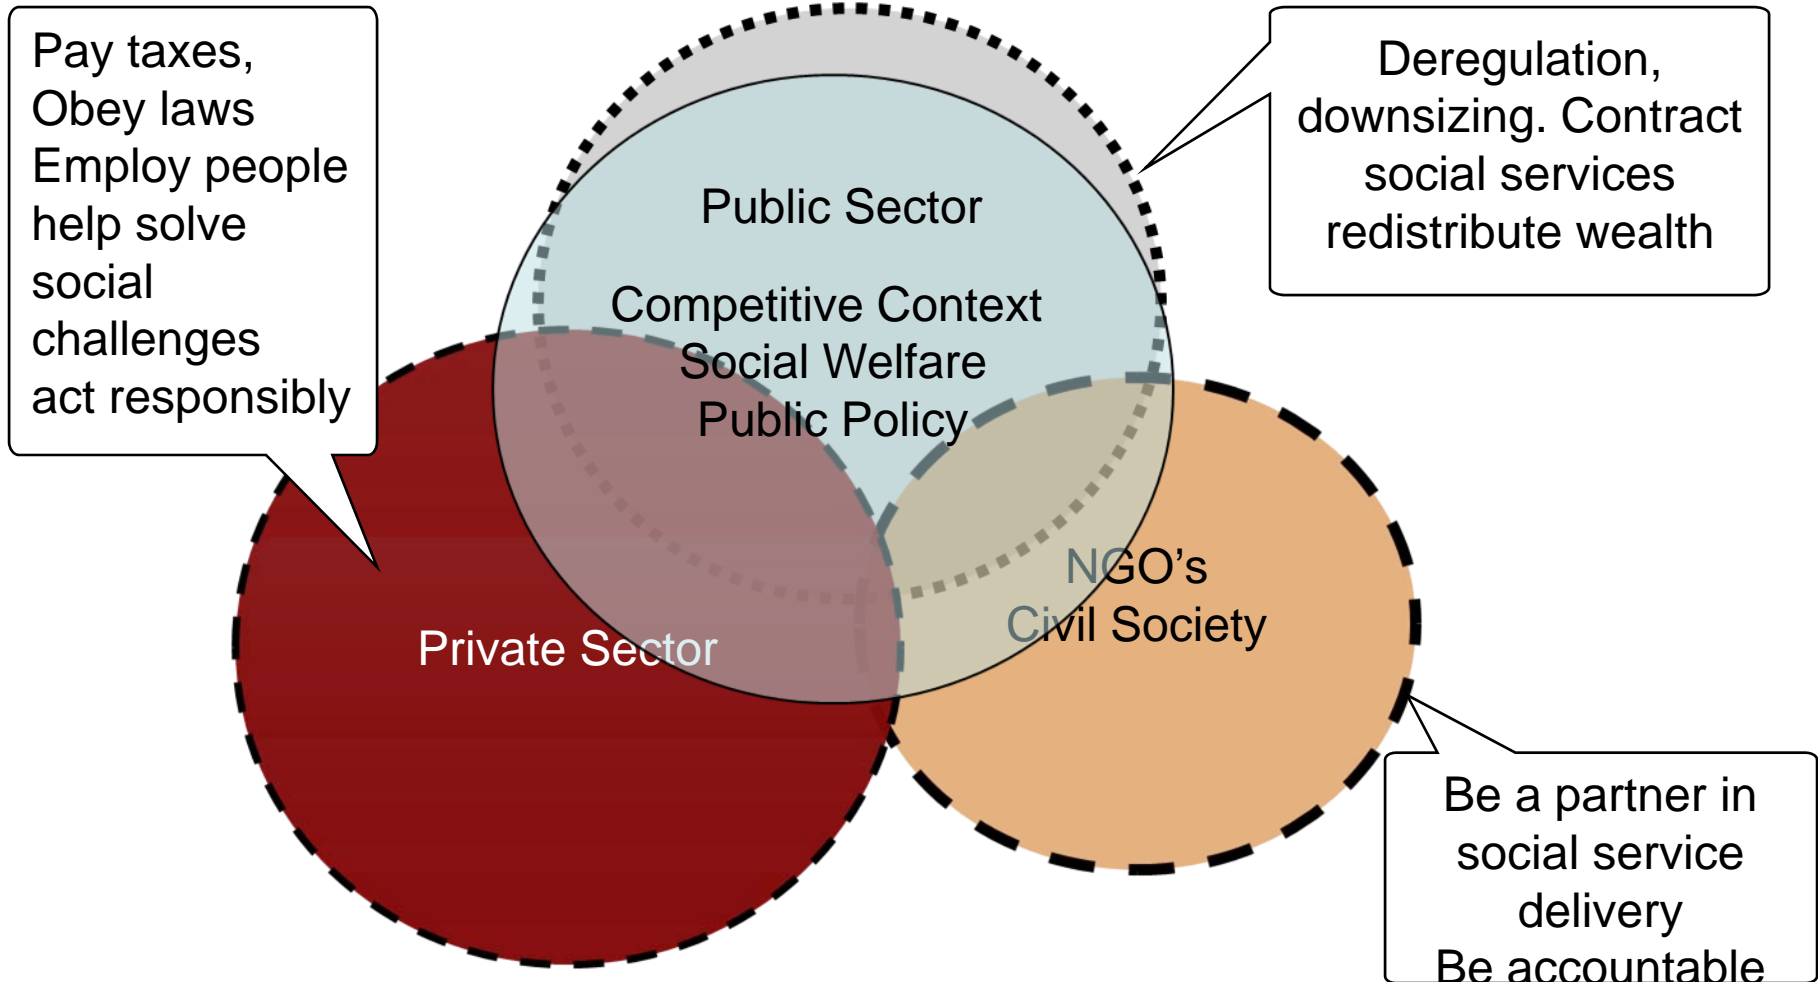 Pay taxes,
Obey laws
Employ people
help solve
social
challenges
act responsibly
Deregulation,
downsizing. Contract
social services
redistribute wealth
Public Sector
Competitive Context
Social Welfare
Public Policy
NGO’s
Civil Society
Private Sector
Be a partner in
social service
delivery
Be accountable